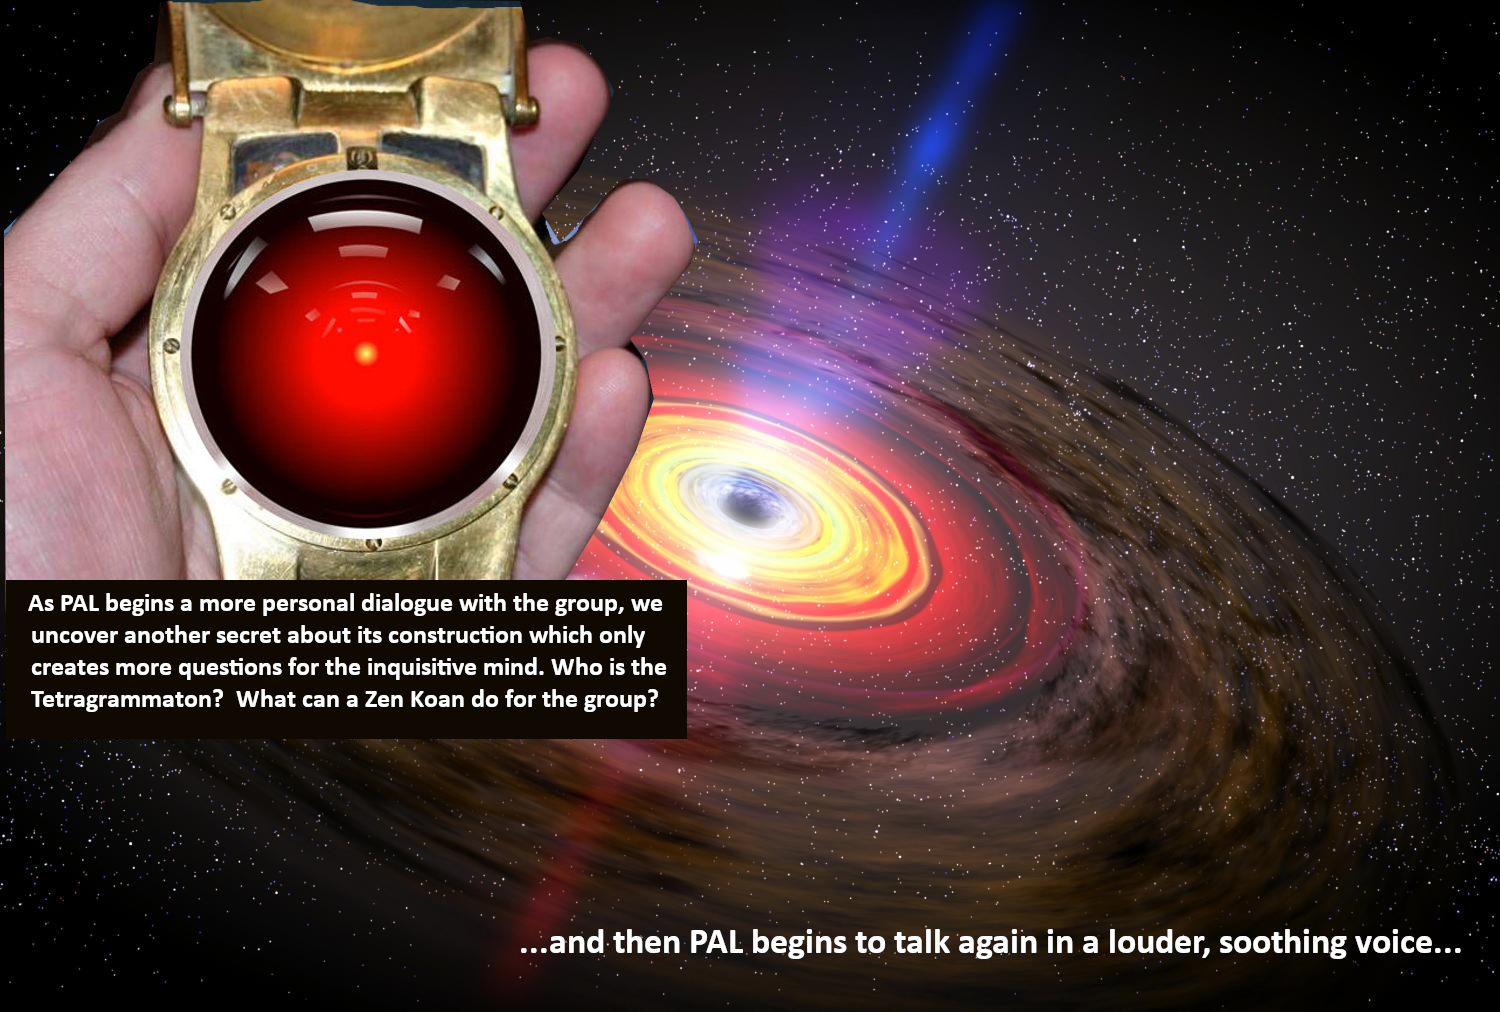 As PAL begins a more personal dialogue with the group, we
uncover another secret about its construction which only
creates more questions for the inquisitive mind. Who is the
Tetragrammaton?  What can a Zen Koan do for the group?
...and then PAL begins to talk again in a louder, soothing voice...